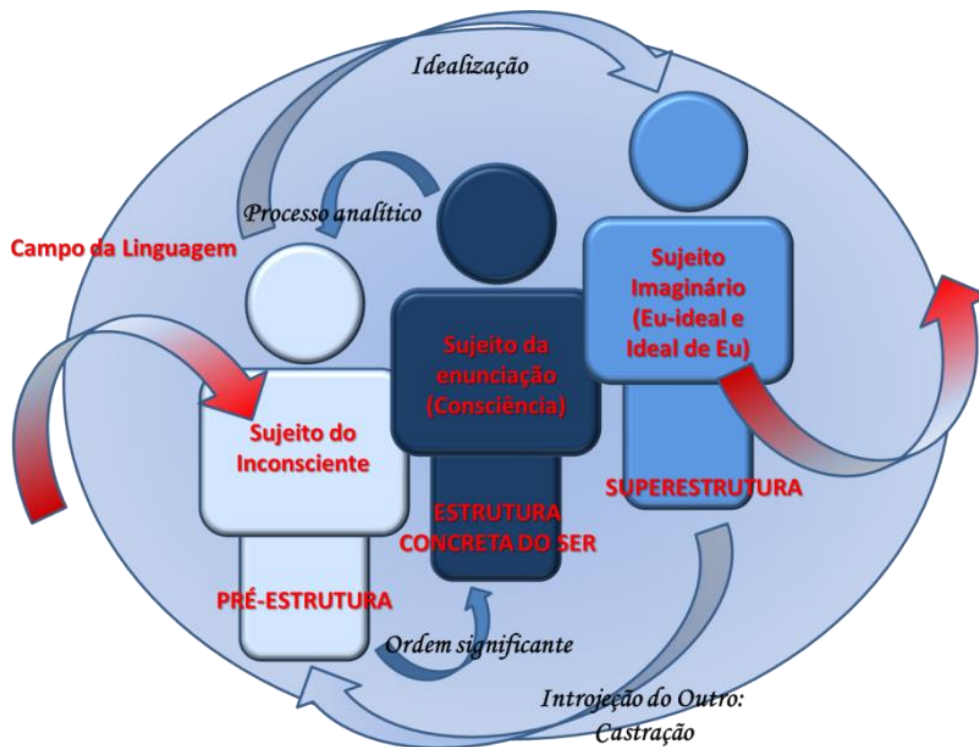 Idealização
Processo analítico
Campo da Linguagem
Sujeito
Imaginário
(Eu-ideal e
Ideal de Eu)
Sujeito da
enunciação
(Consciência)
Sujeito do
Inconsciente
SUPERESTRUTURA
ESTRUTURA
CONCRETA DO SER
PRÉ-ESTRUTURA
Ordem significante
Introjeção do Outro:
Castração